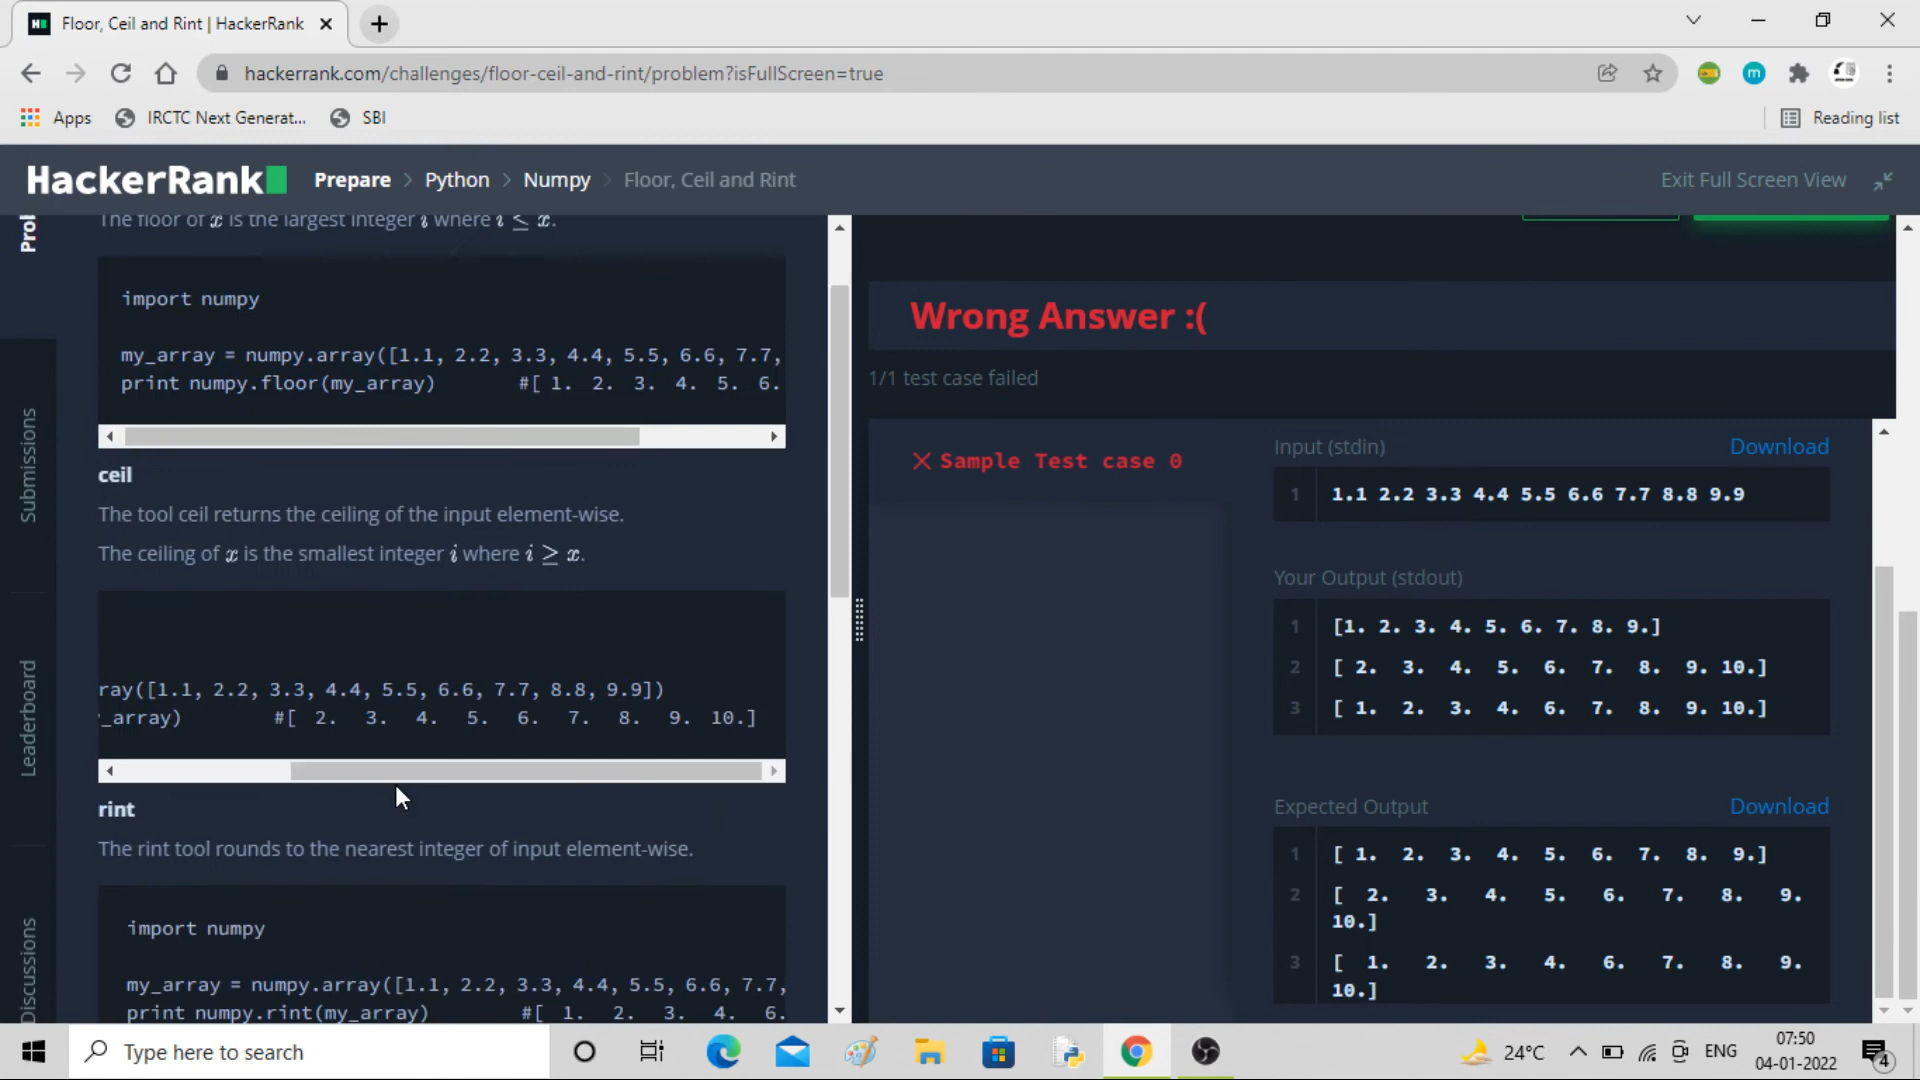 Floor, Ceil and Rint | HackerRank
hackerrank.com/challenges/floor-ceil-and-rint/problem?isFullScreen=true
m
Apps
IRCTC Next Generat...
SBI
Reading list
HackerRank
Prepare > Python > Numpy > Floor, Ceil and Rint
Exit Full Screen View
Submissions
Leaderboard
Discussions
The floor of x is the largest integer i where i ≤ x.
import numpy
my_array = numpy.array([1.1, 2.2, 3.3, 4.4, 5.5, 6.6, 7.7,
print numpy.floor(my_array)       #[ 1.  2.  3.  4.  5.  6.
ceil
The tool ceil returns the ceiling of the input element-wise.
The ceiling of x is the smallest integer i where i ≥ x.
ray([1.1, 2.2, 3.3, 4.4, 5.5, 6.6, 7.7, 8.8, 9.9])
_array)       #[  2.   3.   4.   5.   6.   7.   8.   9.  10.]
rint
The rint tool rounds to the nearest integer of input element-wise.
import numpy
my_array = numpy.array([1.1, 2.2, 3.3, 4.4, 5.5, 6.6, 7.7,
print numpy.rint(my_array)       #[  1.   2.   3.   4.   6.
Wrong Answer :(
1/1 test case failed
Sample Test case 0
Input (stdin)
Download
1 1.1 2.2 3.3 4.4 5.5 6.6 7.7 8.8 9.9
Your Output (stdout)
1 [1. 2. 3. 4. 5. 6. 7. 8. 9.]
2 [ 2.  3.  4.  5.  6.  7.  8.  9. 10.]
3 [ 1.  2.  3.  4.  6.  7.  8.  9. 10.]
Expected Output
Download
1 [ 1.  2.  3.  4.  5.  6.  7.  8.  9.]
2 [  2.   3.   4.   5.   6.   7.   8.   9.
10.]
3 [  1.   2.   3.   4.   6.   7.   8.   9.
10.]
Type here to search
24°C
ENG
07:50
04-01-2022
4